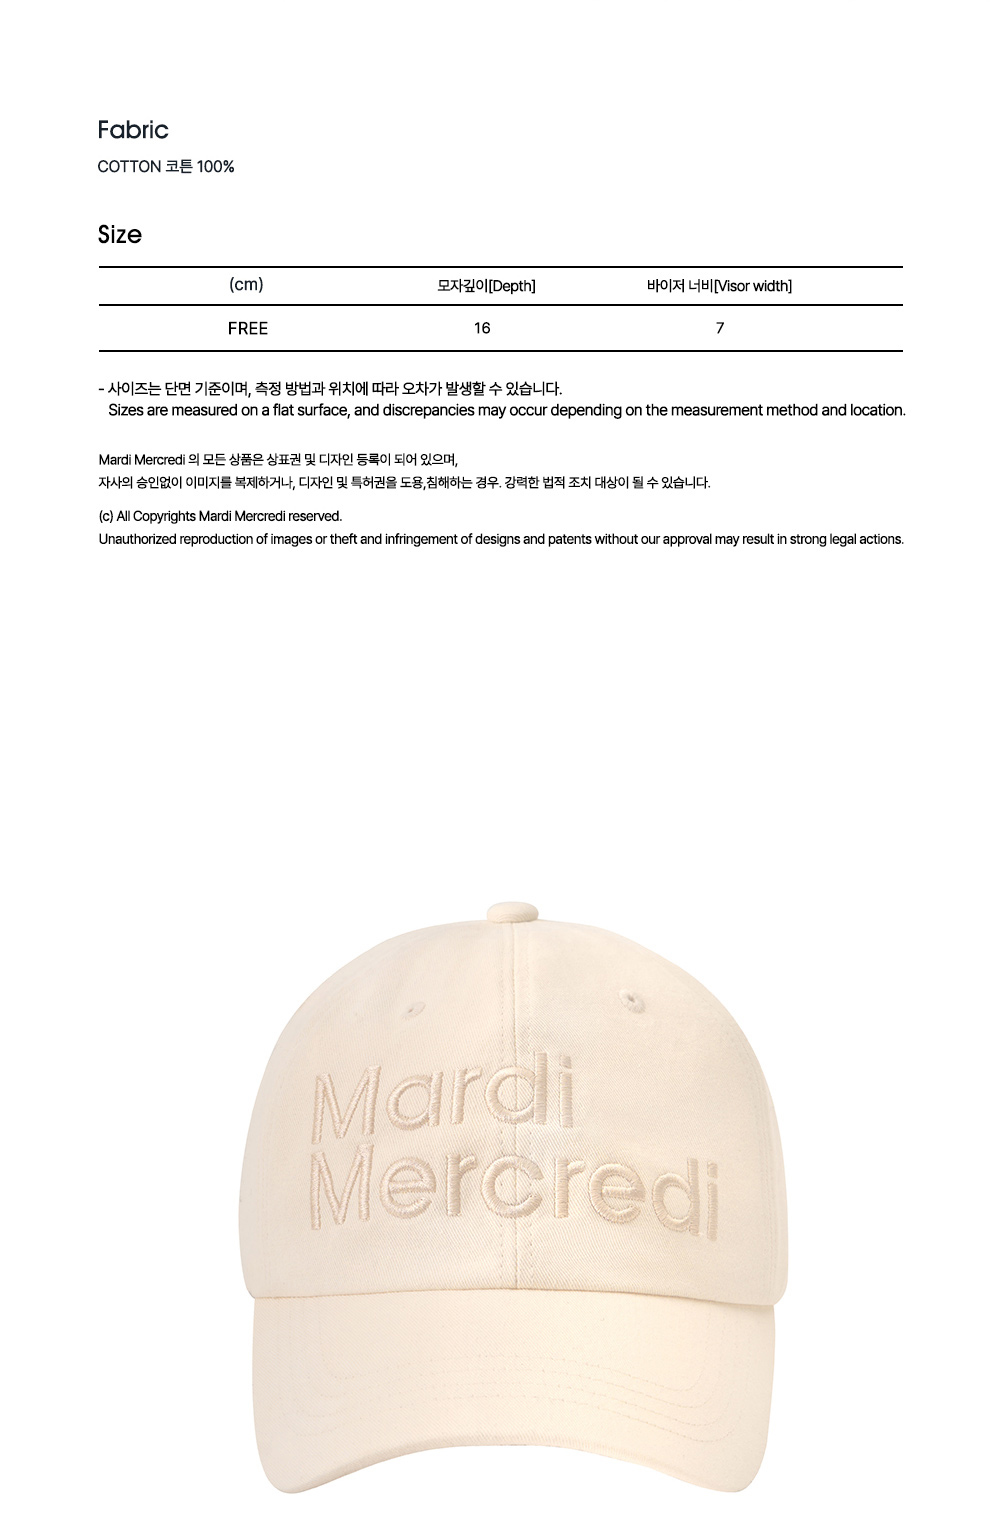 Fabric
COTTON 코튼 100%
Size
(cm) 모자깊이[Depth] 바이저 너비[Visor width]
FREE 16 7
- 사이즈는 단면 기준이며, 측정 방법과 위치에 따라 오차가 발생할 수 있습니다.
Sizes are measured on a flat surface, and discrepancies may occur depending on the measurement method and location.
Mardi Mercredi 의 모든 상품은 상표권 및 디자인 등록이 되어 있으며,
자사의 승인없이 이미지를 복제하거나, 디자인 및 특허권을 도용,침해하는 경우. 강력한 법적 조치 대상이 될 수 있습니다.
(c) All Copyrights Mardi Mercredi reserved.
Unauthorized reproduction of images or theft and infringement of designs and patents without our approval may result in strong legal actions.
Mardi
Mercredi